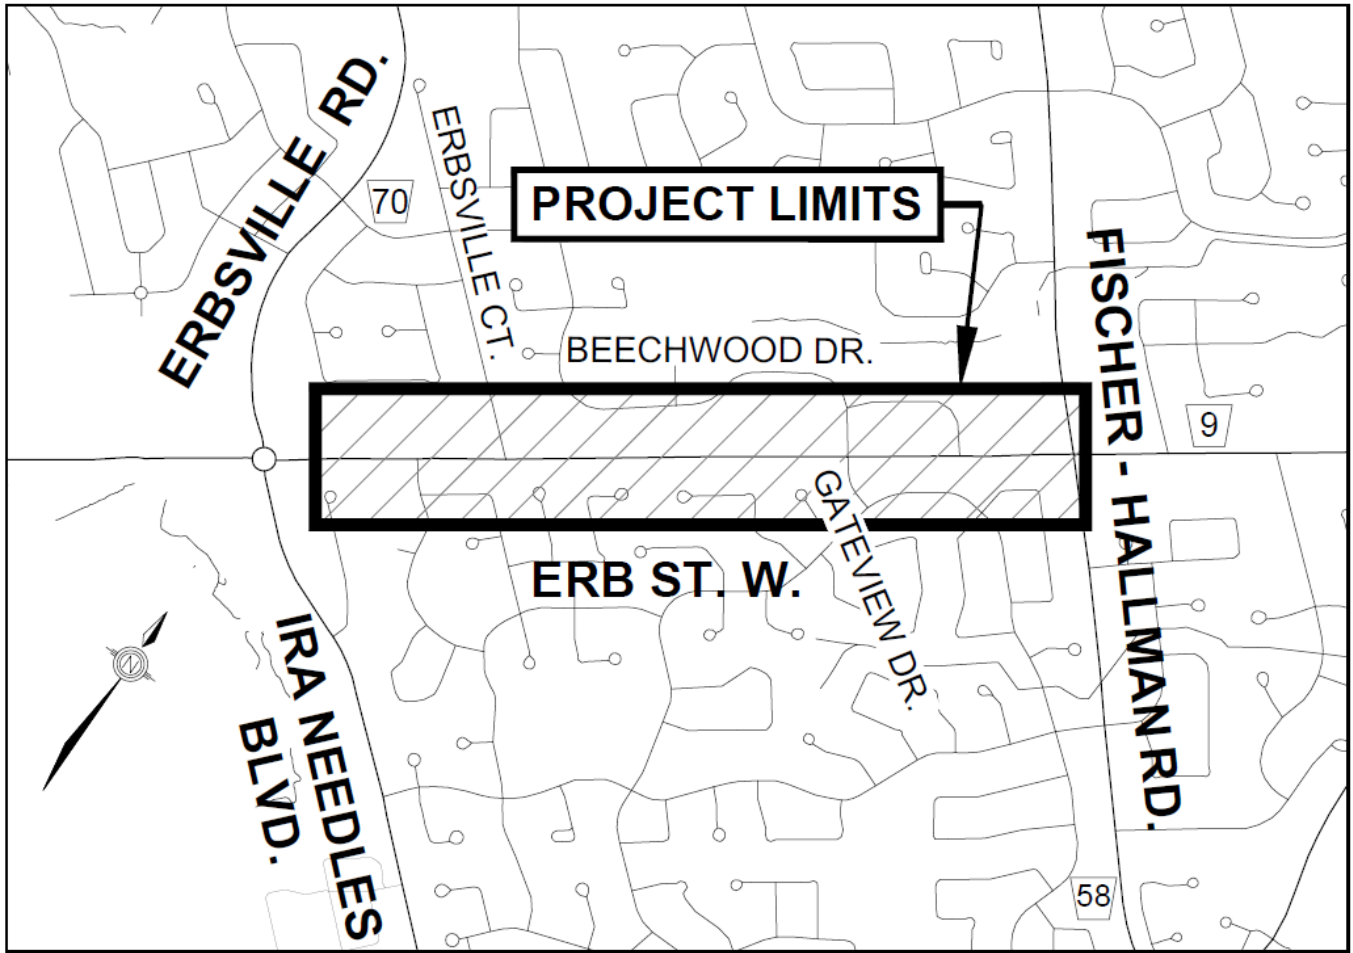 ERBSVILLE RD.
70
ERBSVILLE CT.
PROJECT LIMITS
BEECHWOOD DR.
FISCHER - HALLMAN RD.
9
GATEVIEW DR.
ERB ST. W.
N
IRA NEEDLES
BLVD.
58